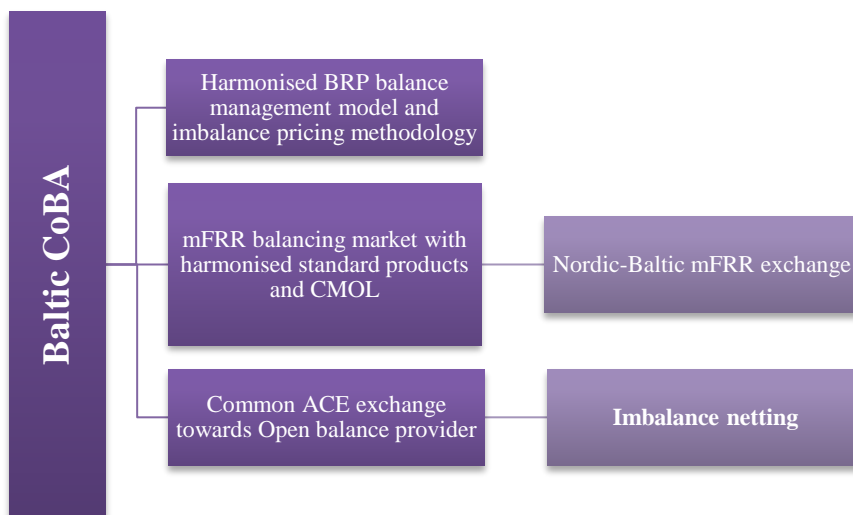 Baltic CoBA
Harmonised BRP balance
management model and
imbalance pricing methodology
mFRR balancing market with
harmonised standard products
and CMOL
Nordic-Baltic mFRR exchange
Common ACE exchange
towards Open balance provider
Imbalance netting